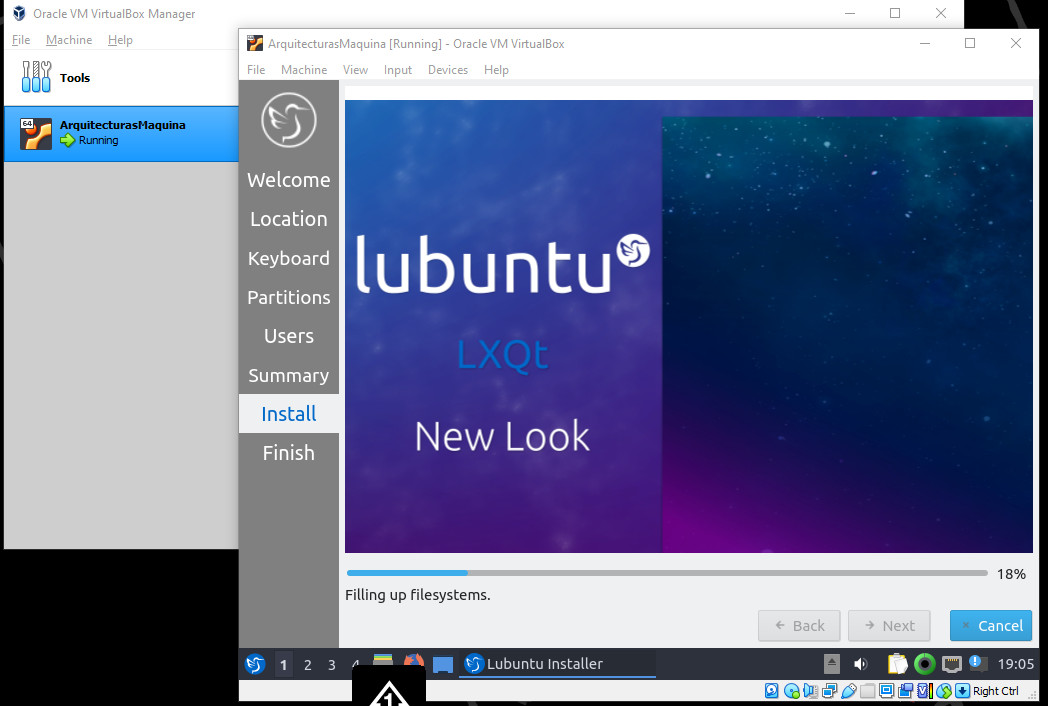 Oracle VM VirtualBox Manager
File Machine Help
Tools
64
ArquitecturasMaquina
Running
ArquitecturasMaquina [Running] - Oracle VM VirtualBox
File Machine View Input Devices Help
Welcome
Location
Keyboard
Partitions
Users
Summary
Install
Finish
lubuntu
LXQt
New Look
18%
Filling up filesystems.
Back Next Cancel
1 2 3 4 Lubuntu Installer 19:05
Right Ctrl
1